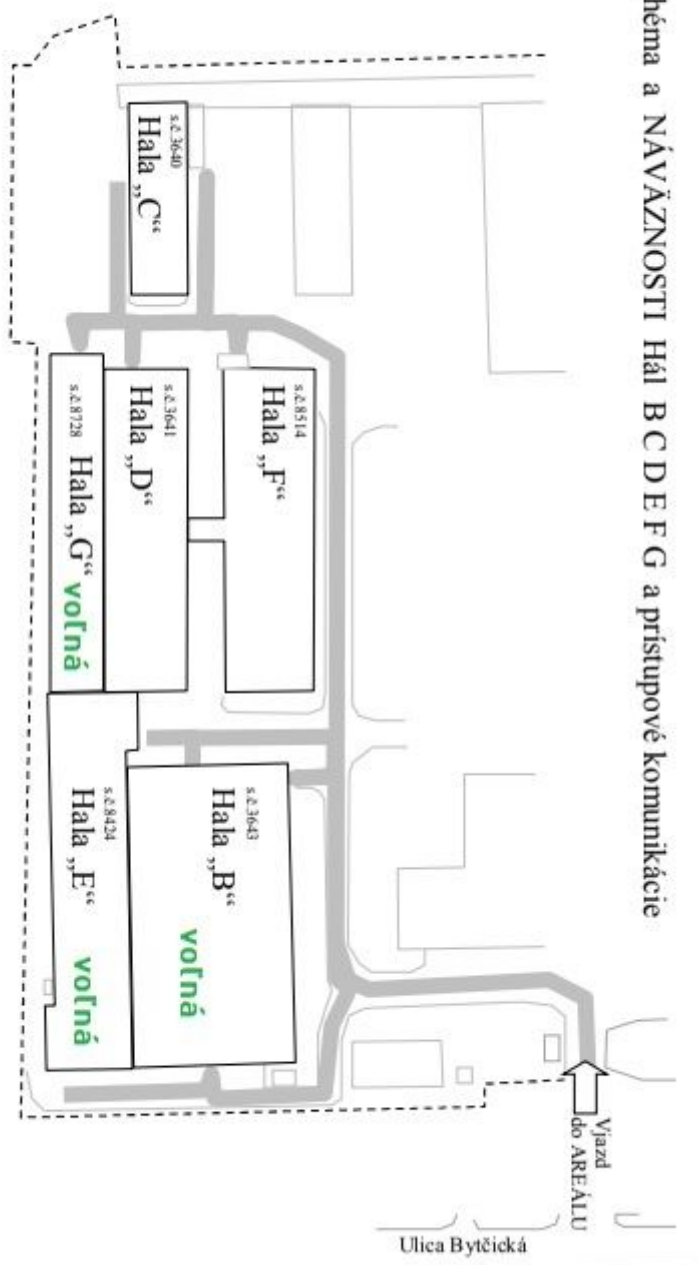 héma a NÁVÄZNOSTI Hál B C D E F G a prístupové komunikácie
s.č.3640
Hala „C“
s.č.8514
Hala „F“
s.č.3641
Hala „D“
s.č.8728
Hala „G“
voľná
s.č.3643
Hala „B“
voľná
s.č.8424
Hala „E“
voľná
Vjazd
do AREÁLU
Ulica Bytčická